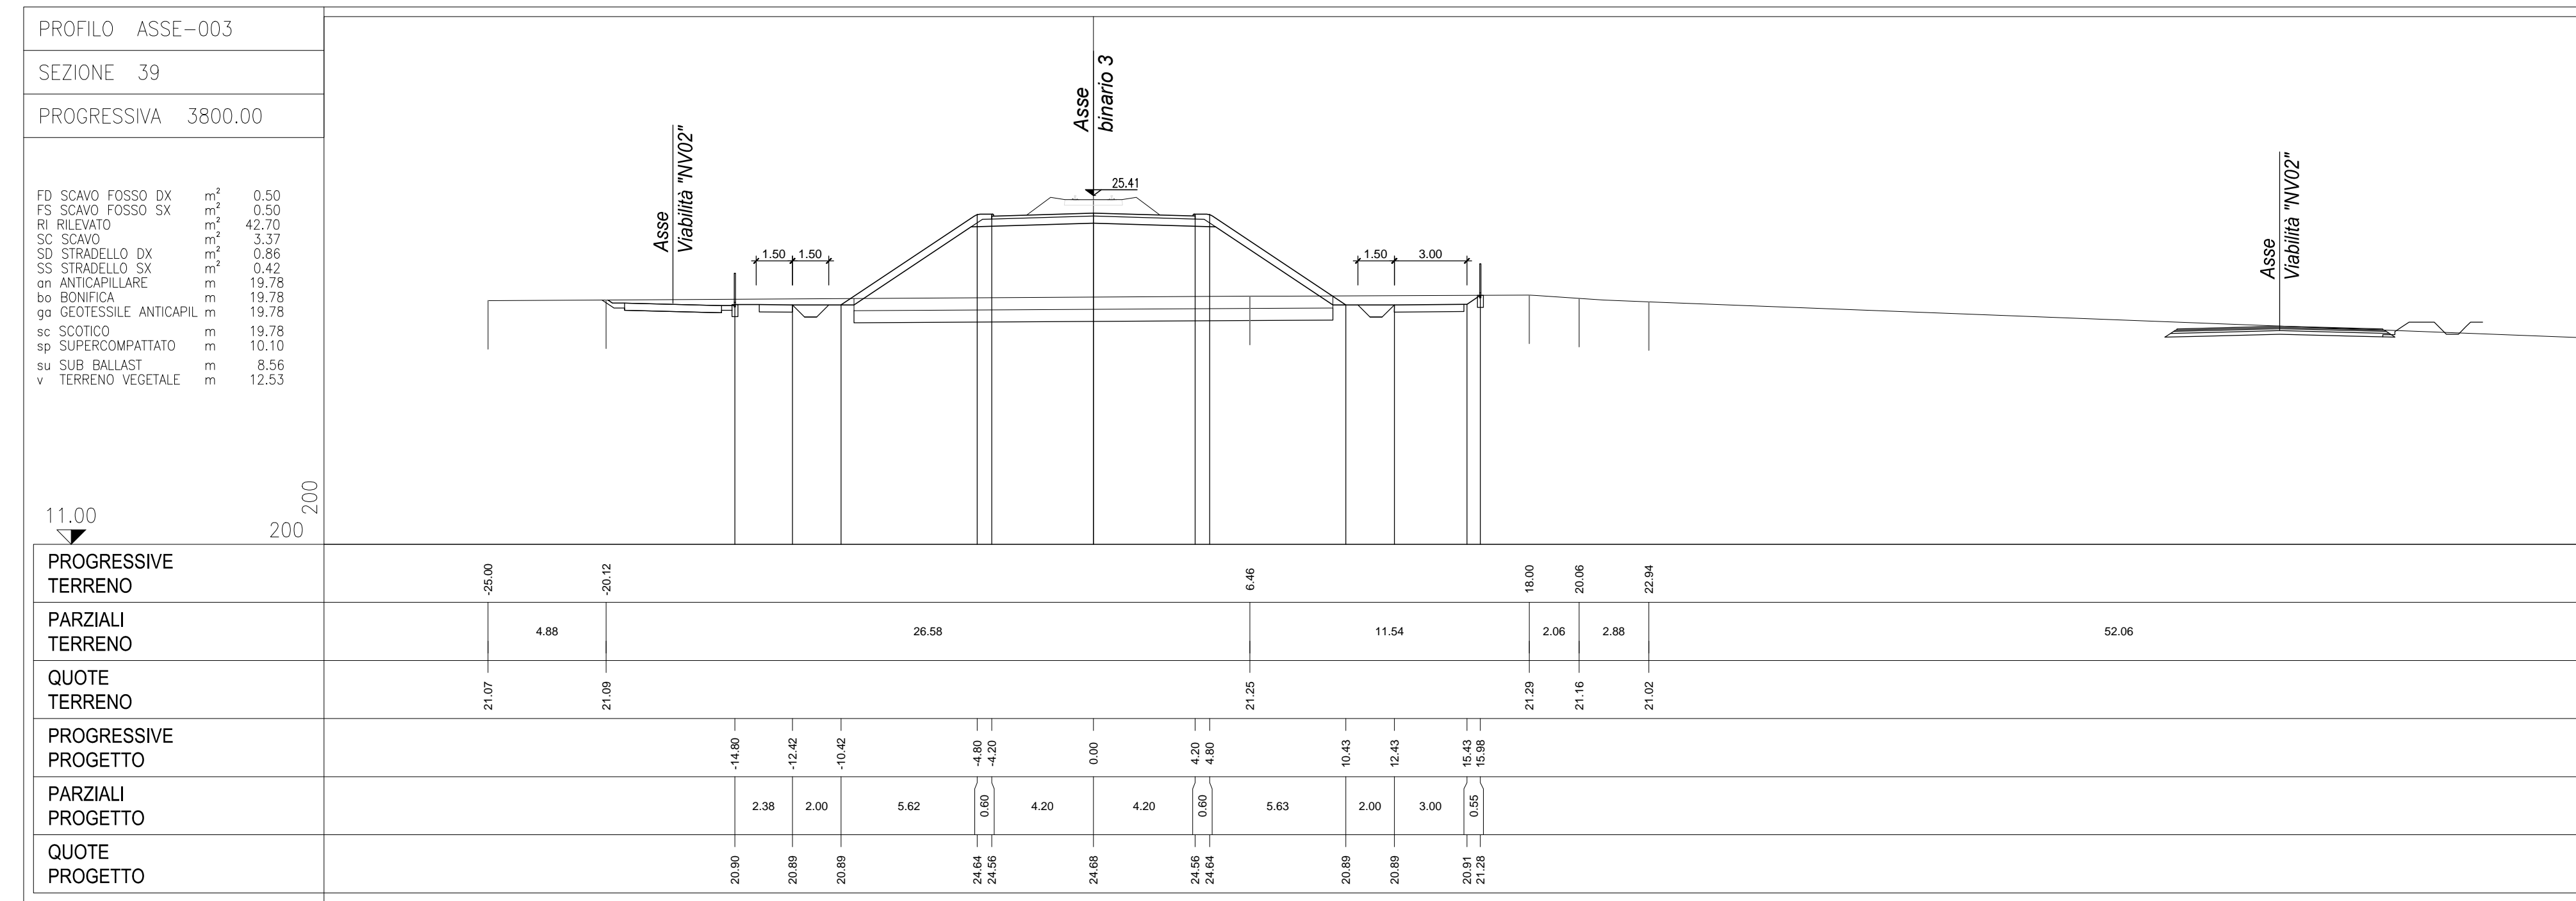 PROFILO ASSE-003
SEZIONE 39
PROGRESSIVA 3800.00
FD SCAVO FOSSO DX m² 0.50
FS SCAVO FOSSO SX m² 0.50
RI RILEVATO m² 42.70
SC SCAVO m² 3.37
SD STRADELLO DX m² 0.86
SS STRADELLO SX m² 0.42
an ANTICAPILLARE m 19.78
bo BONIFICA m 19.78
ga GEOTESSILE ANTICAPIL m 19.78
sc SCOTICO m 19.78
sp SUPERCOMPATTATO m 10.10
su SUB BALLAST m 8.56
v TERRENO VEGETALE m 12.53
11.00
200
200
Asse
Viabilità "NV02"
Asse
binario 3
25.41
1.50 1.50
1.50 3.00
Asse
Viabilità "NV02"
PROGRESSIVE
TERRENO
-25.00 -20.12 6.46 18.00 20.06 22.94
PARZIALI
TERRENO
4.88 26.58 11.54 2.06 2.88 52.06
QUOTE
TERRENO
21.07 21.09 21.25 21.29 21.16 21.02
PROGRESSIVE
PROGETTO
-14.80 -12.42 -10.42 -4.80 -4.20 0.00 4.20 4.80 10.43 12.43 15.43 15.98
PARZIALI
PROGETTO
2.38 2.00 5.62 0.60 4.20 4.20 0.60 5.63 2.00 3.00 0.55
QUOTE
PROGETTO
20.90 20.89 20.89 24.64 24.56 24.68 24.56 24.64 20.89 20.89 20.91 21.28